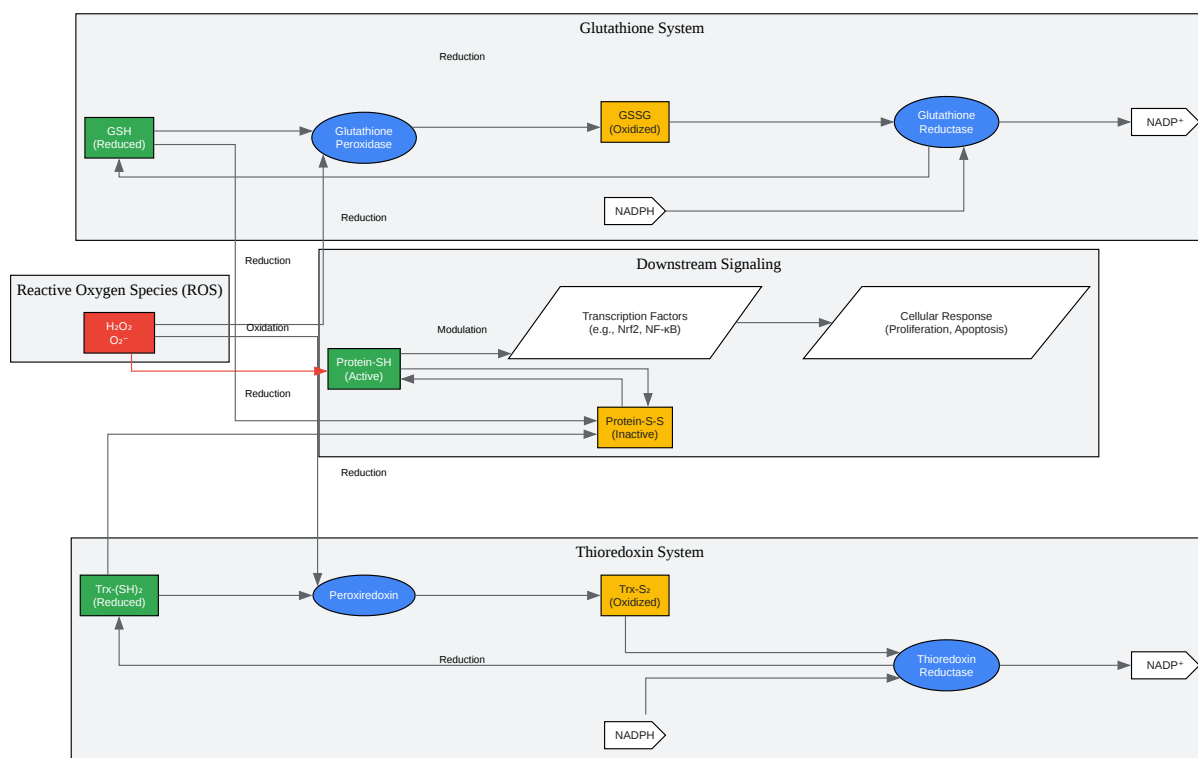 Glutathione System
Reduction
GSH
(Reduced)
Glutathione
Peroxidase
GSSG
(Oxidized)
Glutathione
Reductase
NADP⁺
NADPH
Reduction
Reduction
Downstream Signaling
Reactive Oxygen Species (ROS)
H₂O₂
O₂⁻
Oxidation
Modulation
Transcription Factors
(e.g., Nrf2, NF-κB)
Cellular Response
(Proliferation, Apoptosis)
Protein-SH
(Active)
Reduction
Protein-S-S
(Inactive)
Reduction
Thioredoxin System
Trx-(SH)₂
(Reduced)
Peroxiredoxin
Trx-S₂
(Oxidized)
Reduction
Thioredoxin
Reductase
NADP⁺
NADPH